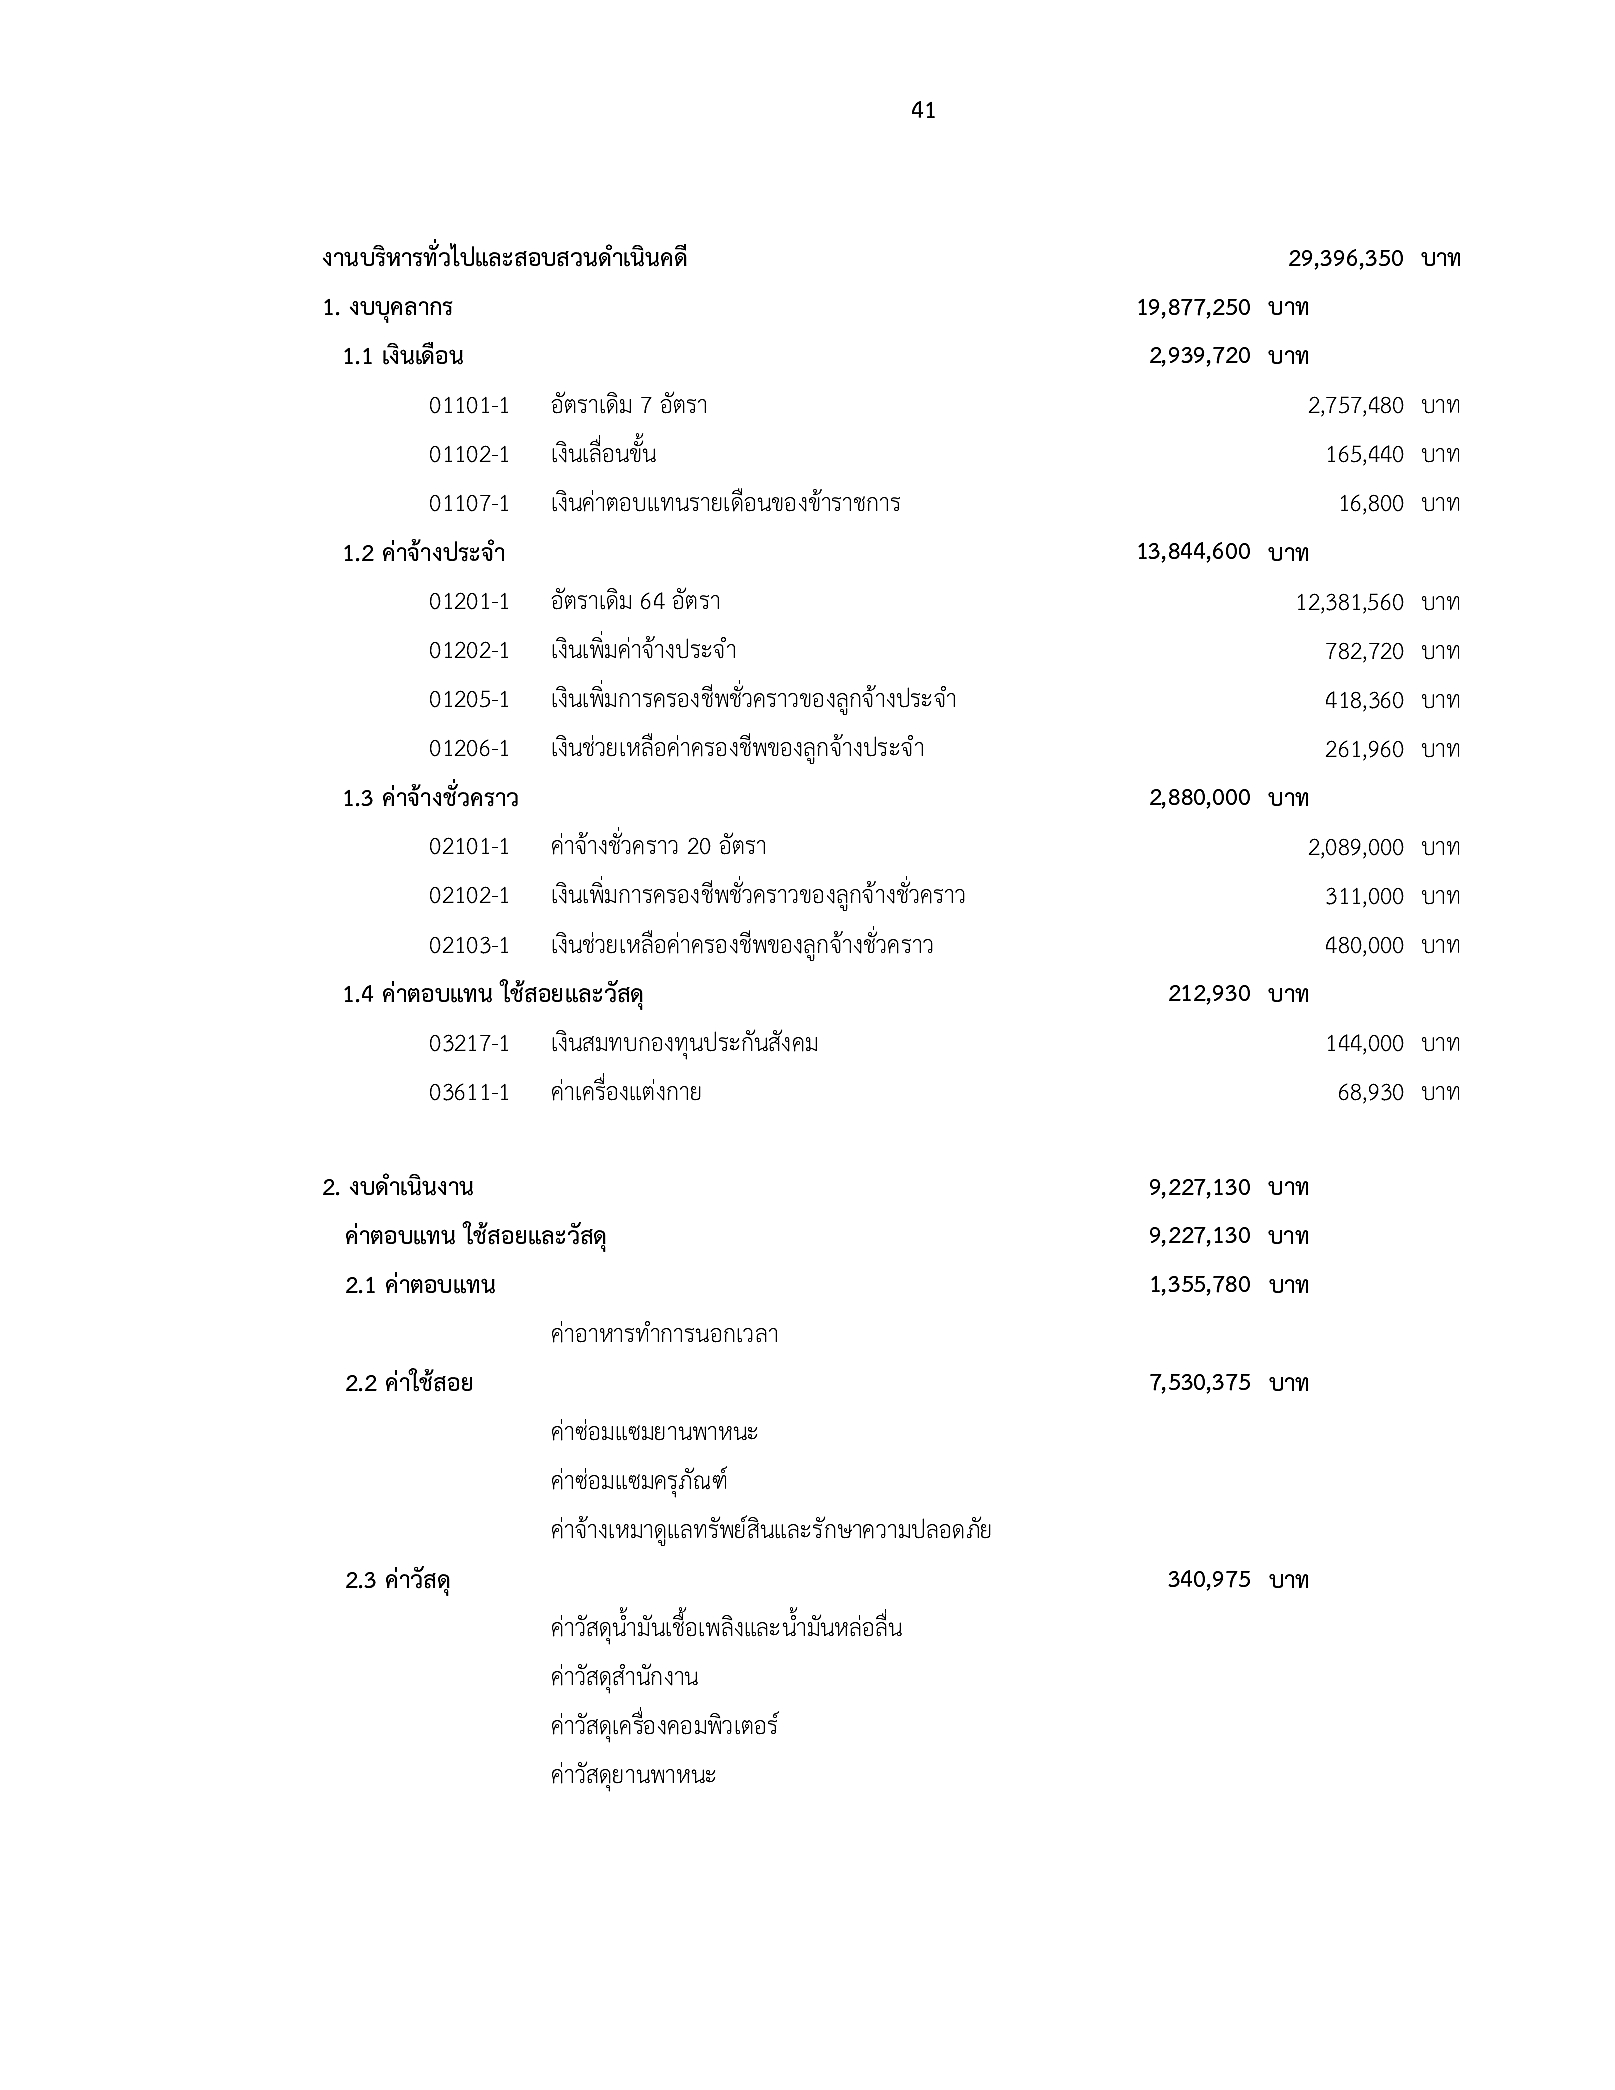 41
งานบริหารทั่วไปและสอบสวนดำเนินคดี 29,396,350 บาท
1. งบบุคลากร 19,877,250 บาท
1.1 เงินเดือน 2,939,720 บาท
01101-1 อัตราเดิม 7 อัตรา 2,757,480 บาท
01102-1 เงินเลื่อนขั้น 165,440 บาท
01107-1 เงินค่าตอบแทนรายเดือนของข้าราชการ 16,800 บาท
1.2 ค่าจ้างประจำ 13,844,600 บาท
01201-1 อัตราเดิม 64 อัตรา 12,381,560 บาท
01202-1 เงินเพิ่มค่าจ้างประจำ 782,720 บาท
01205-1 เงินเพิ่มการครองชีพชั่วคราวของลูกจ้างประจำ 418,360 บาท
01206-1 เงินช่วยเหลือค่าครองชีพของลูกจ้างประจำ 261,960 บาท
1.3 ค่าจ้างชั่วคราว 2,880,000 บาท
02101-1 ค่าจ้างชั่วคราว 20 อัตรา 2,089,000 บาท
02102-1 เงินเพิ่มการครองชีพชั่วคราวของลูกจ้างชั่วคราว 311,000 บาท
02103-1 เงินช่วยเหลือค่าครองชีพของลูกจ้างชั่วคราว 480,000 บาท
1.4 ค่าตอบแทน ใช้สอยและวัสดุ 212,930 บาท
03217-1 เงินสมทบกองทุนประกันสังคม 144,000 บาท
03611-1 ค่าเครื่องแต่งกาย 68,930 บาท
2. งบดำเนินงาน 9,227,130 บาท
ค่าตอบแทน ใช้สอยและวัสดุ 9,227,130 บาท
2.1 ค่าตอบแทน 1,355,780 บาท
ค่าอาหารทำการนอกเวลา
2.2 ค่าใช้สอย 7,530,375 บาท
ค่าซ่อมแซมยานพาหนะ
ค่าซ่อมแซมครุภัณฑ์
ค่าจ้างเหมาดูแลทรัพย์สินและรักษาความปลอดภัย
2.3 ค่าวัสดุ 340,975 บาท
ค่าวัสดุน้ำมันเชื้อเพลิงและน้ำมันหล่อลื่น
ค่าวัสดุสำนักงาน
ค่าวัสดุเครื่องคอมพิวเตอร์
ค่าวัสดุยานพาหนะ